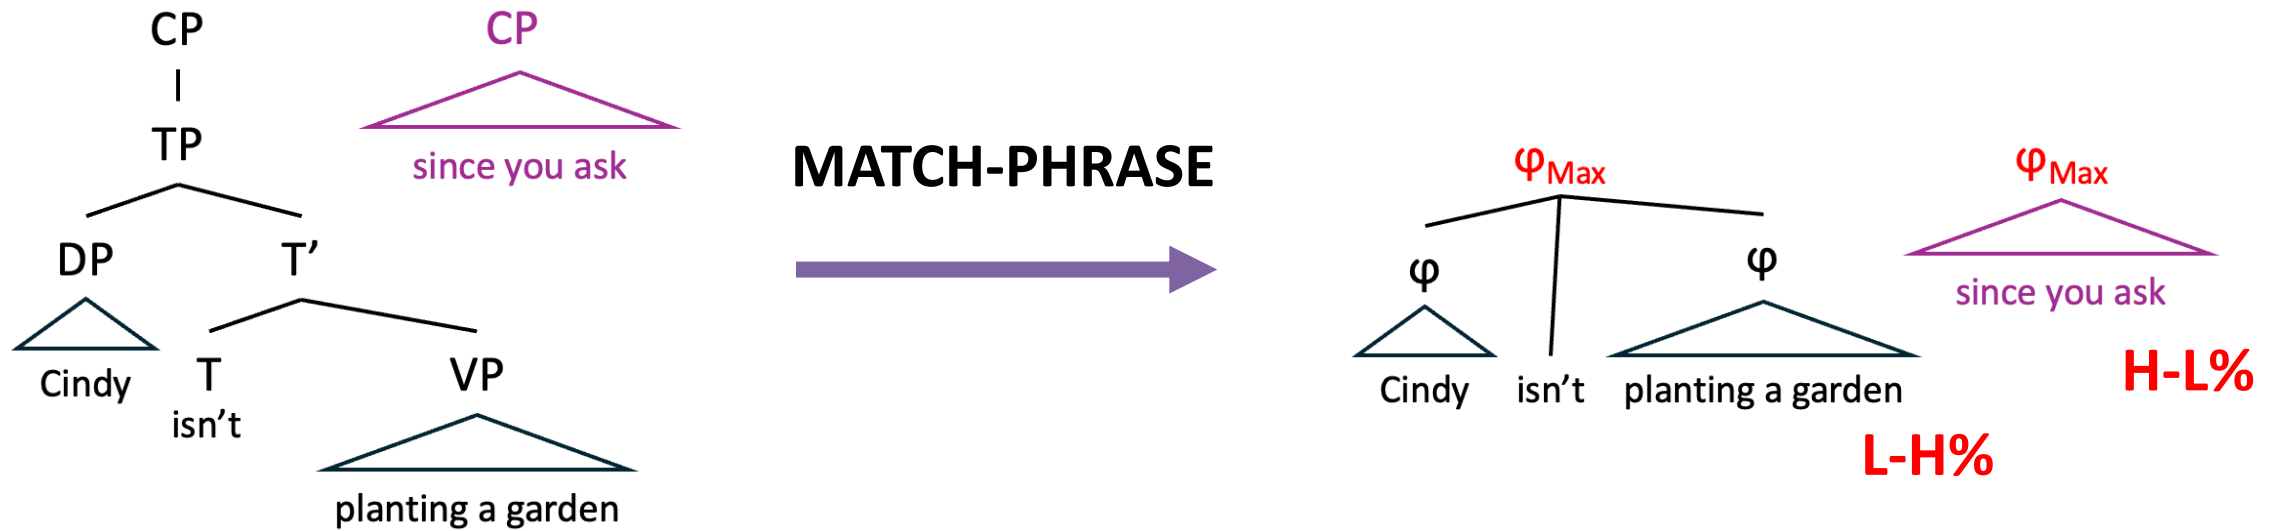 CP
CP
TP
since you ask
DP
T’
Cindy
T
VP
isn’t
planting a garden
MATCH-PHRASE
φMax
φMax
φ
φ
since you ask
Cindy
isn’t
planting a garden
H-L%
L-H%